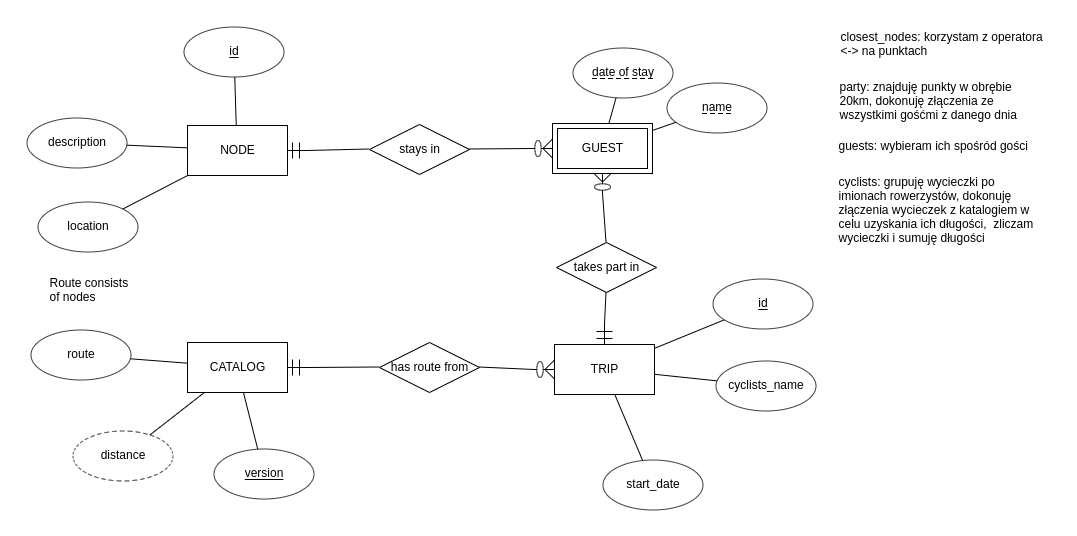 id
description
location
NODE
stays in
date of stay
name
GUEST
takes part in
Route consists
of nodes
route
CATALOG
distance
version
has route from
TRIP
id
cyclists_name
start_date
closest_nodes: korzystam z operatora
<-> na punktach
party: znajduję punkty w obrębie
20km, dokonuję złączenia ze
wszystkimi gośćmi z danego dnia
guests: wybieram ich spośród gości
cyclists: grupuję wycieczki po
imionach rowerzystów, dokonuję
złączenia wycieczek z katalogiem w
celu uzyskania ich długości, zliczam
wycieczki i sumuję długości